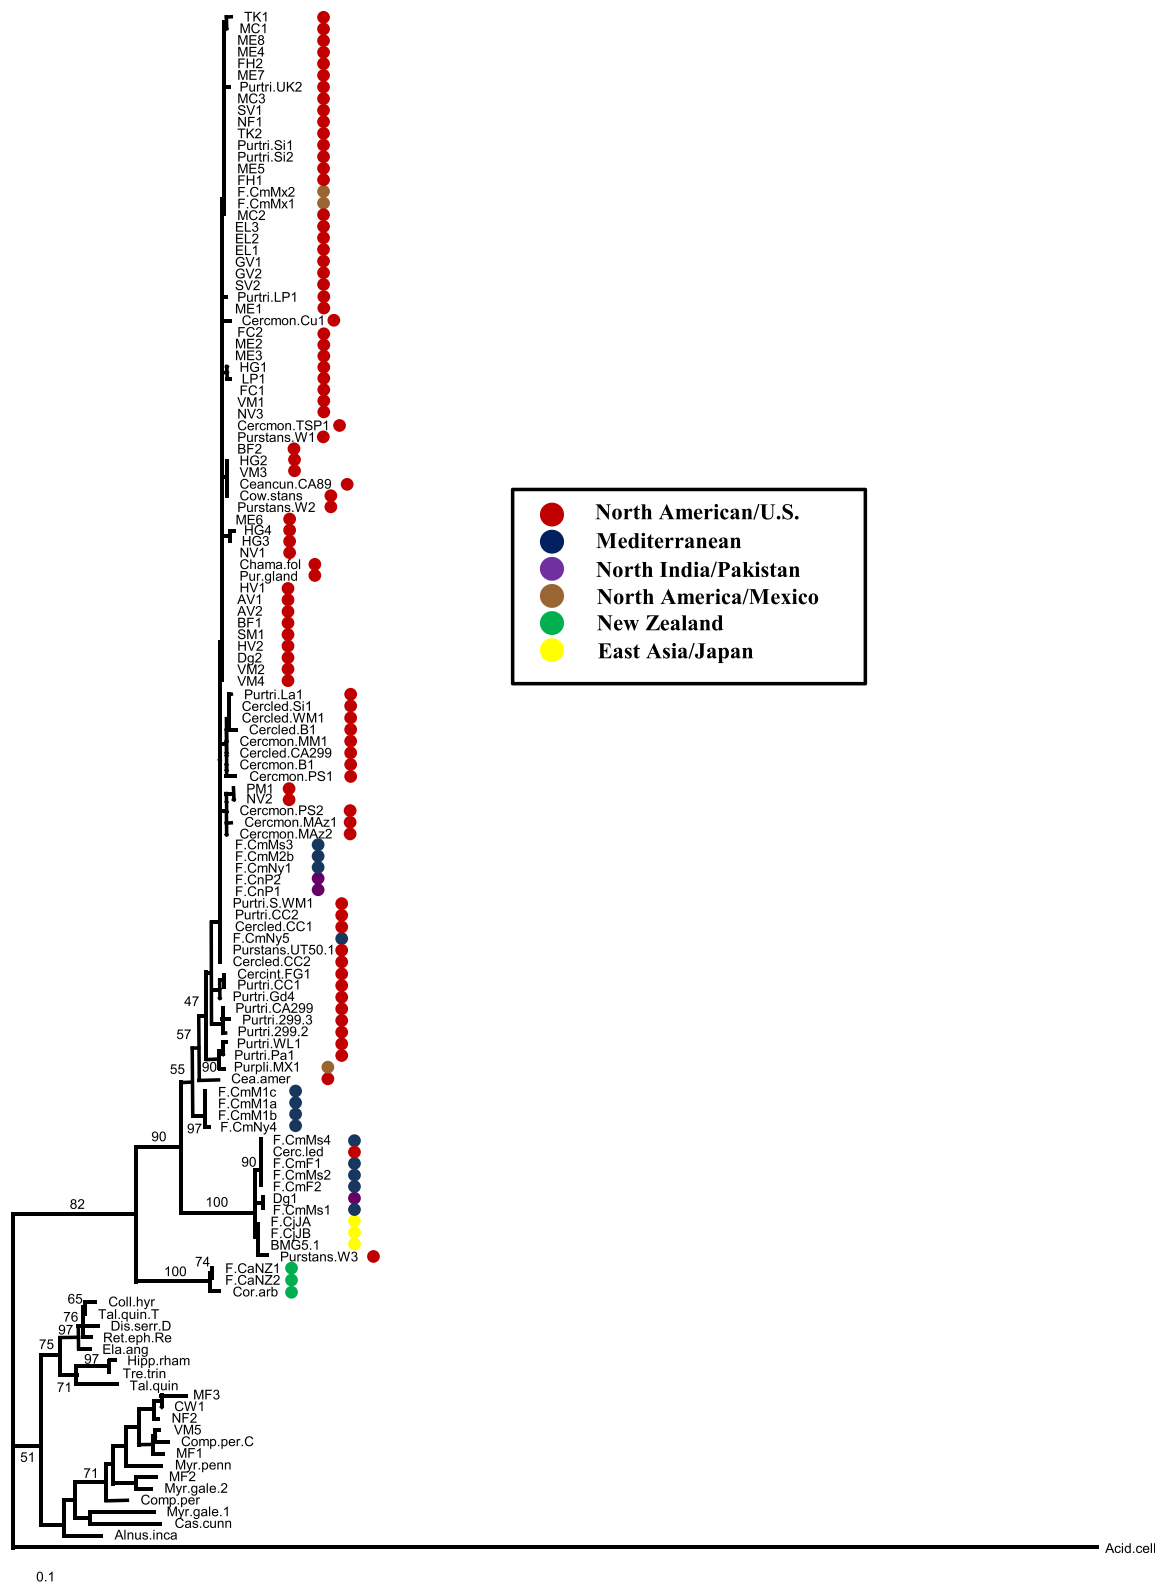 TK1
MC1
ME8
ME4
FH2
ME7
Purtri.UK2
MC3
SV1
NF1
TK2
Purtri.Si1
Purtri.Si2
ME5
FH1
F.CmMx2
F.CmMx1
MC2
EL3
EL2
EL1
GV1
GV2
SV2
Purtri.LP1
ME1
Cercmon.Cu1
FC2
ME2
ME3
HG1
LP1
FC1
VM1
NV3
Cercmon.TSP1
Purstans.W1
BF2
HG2
VM3
Ceancun.CA89
Cow.stans
Purstans.W2
ME6
HG4
HG3
NV1
Chama.fol
Pur.gland
HV1
AV1
AV2
BF1
SM1
HV2
Dg2
VM2
VM4
Purtri.La1
Cercled.Si1
Cercled.WM1
Cercled.B1
Cercmon.MM1
Cercled.CA299
Cercmon.B1
Cercmon.PS1
PM1
NV2
Cercmon.PS2
Cercmon.MAz1
Cercmon.MAz2
F.CmMs3
F.CmM2b
F.CmNy1
F.CnP2
F.CnP1
Purtri.S.WM1
Purtri.CC2
Cercled.CC1
F.CmNy5
Purstans.UT50.1
Cercled.CC2
Cercint.FG1
Purtri.CC1
Purtri.Gd4
47
Purtri.CA299
Purtri.299.3
Purtri.299.2
57
Purtri.WL1
Purtri.Pa1
90
Purpli.MX1
55
Cea.amer
F.CmM1c
F.CmM1a
F.CmM1b
97
F.CmNy4
90
F.CmMs4
Cerc.led
90
F.CmF1
F.CmMs2
F.CmF2
Dg1
100
F.CmMs1
82
F.CjJA
F.CjJB
BMG5.1
Purstans.W3
74
F.CaNZ1
100
F.CaNZ2
Cor.arb
65
Coll.hyr
Tal.quin.T
76
Dis.serr.D
97
Ret.eph.Re
75
Ela.ang
97
Hipp.rham
Tre.trin
71
Tal.quin
MF3
CW1
NF2
VM5
Comp.per.C
51
MF1
Myr.penn
71
MF2
Myr.gale.2
Comp.per
Myr.gale.1
Cas.cunn
Alnus.inca
Acid.cell
0.1
North American/U.S.
Mediterranean
North India/Pakistan
North America/Mexico
New Zealand
East Asia/Japan